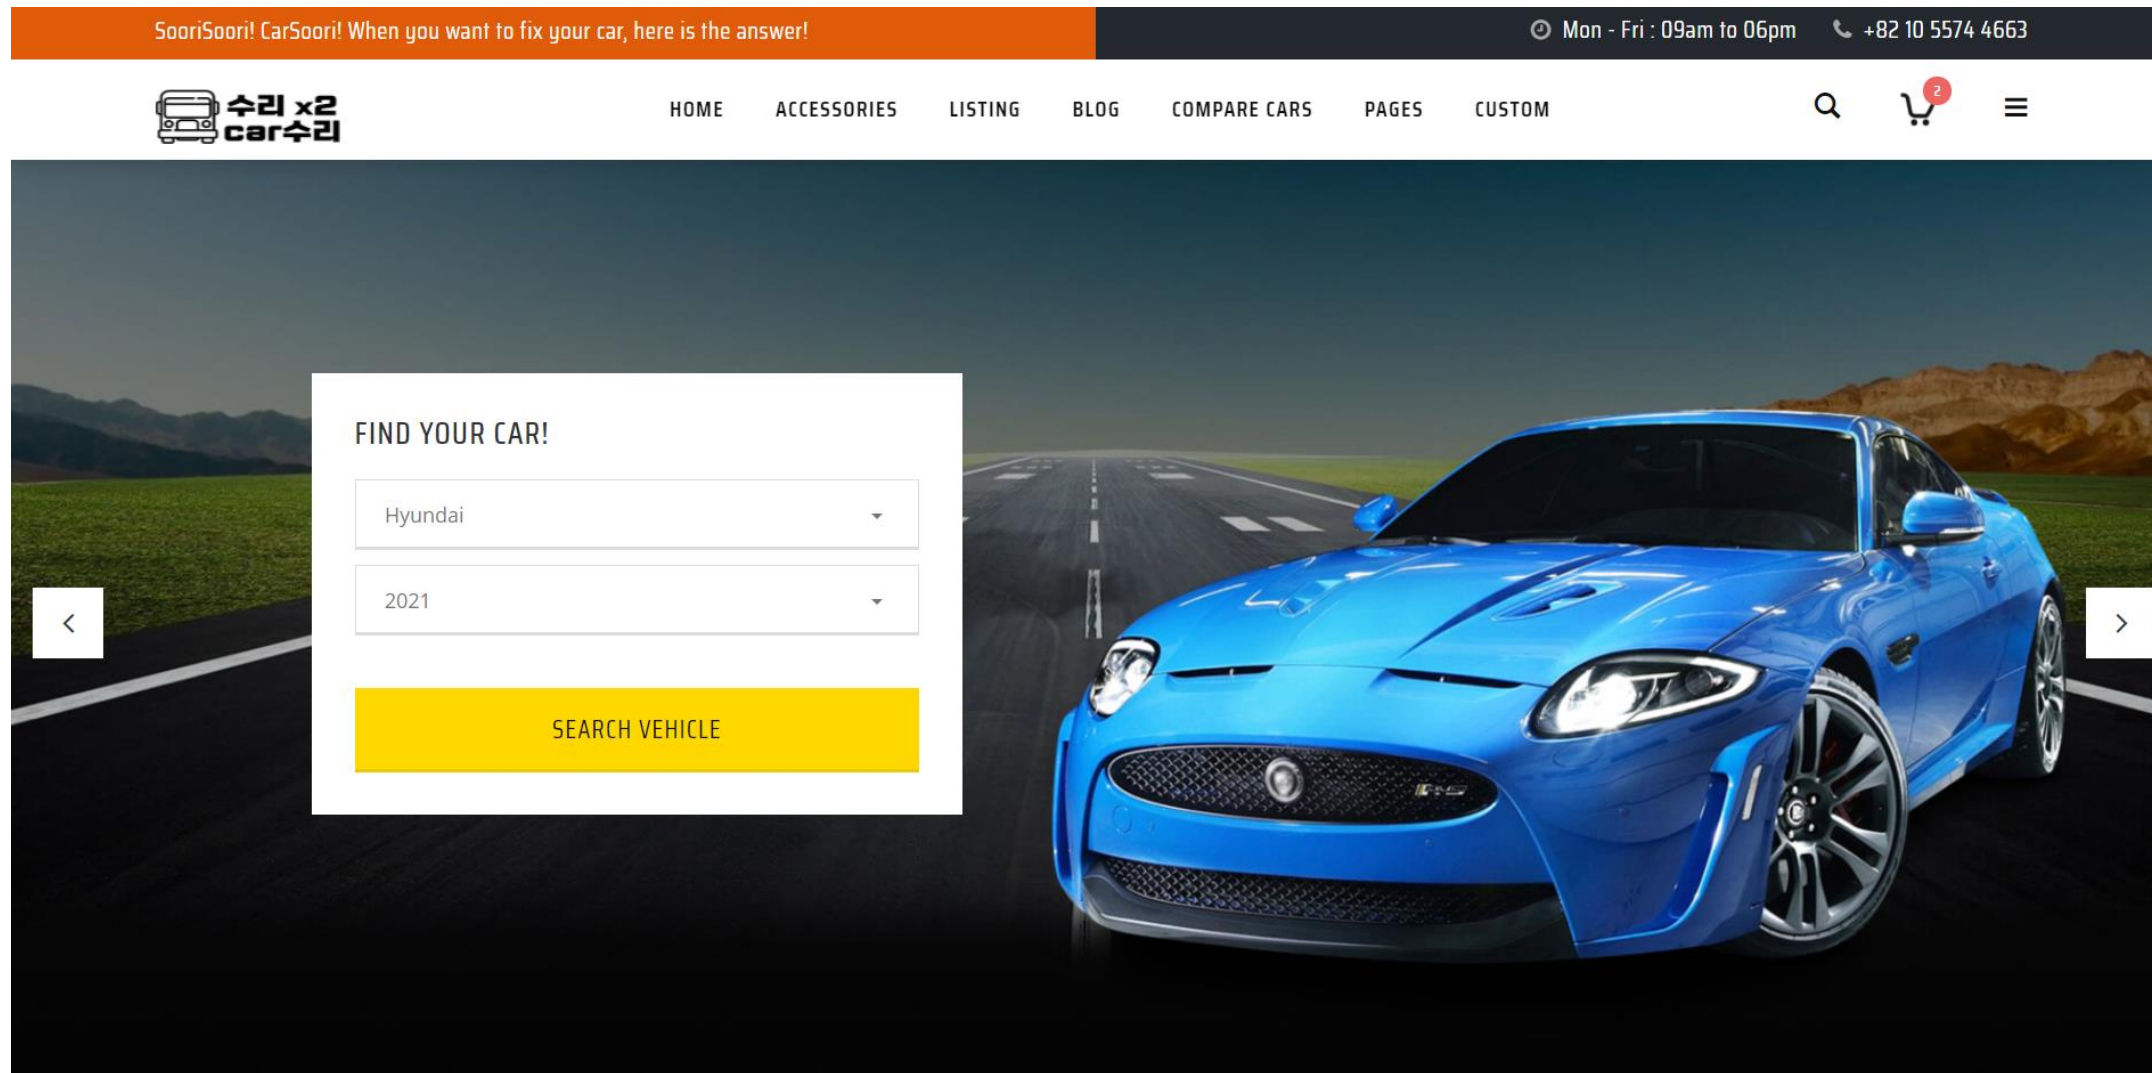 SooriSoori! CarSoori! When you want to fix your car, here is the answer!
Mon - Fri : 09am to 06pm
+82 10 5574 4663
수리 x2
car수리
HOME ACCESSORIES LISTING BLOG COMPARE CARS PAGES CUSTOM
2
FIND YOUR CAR!
Hyundai
2021
SEARCH VEHICLE